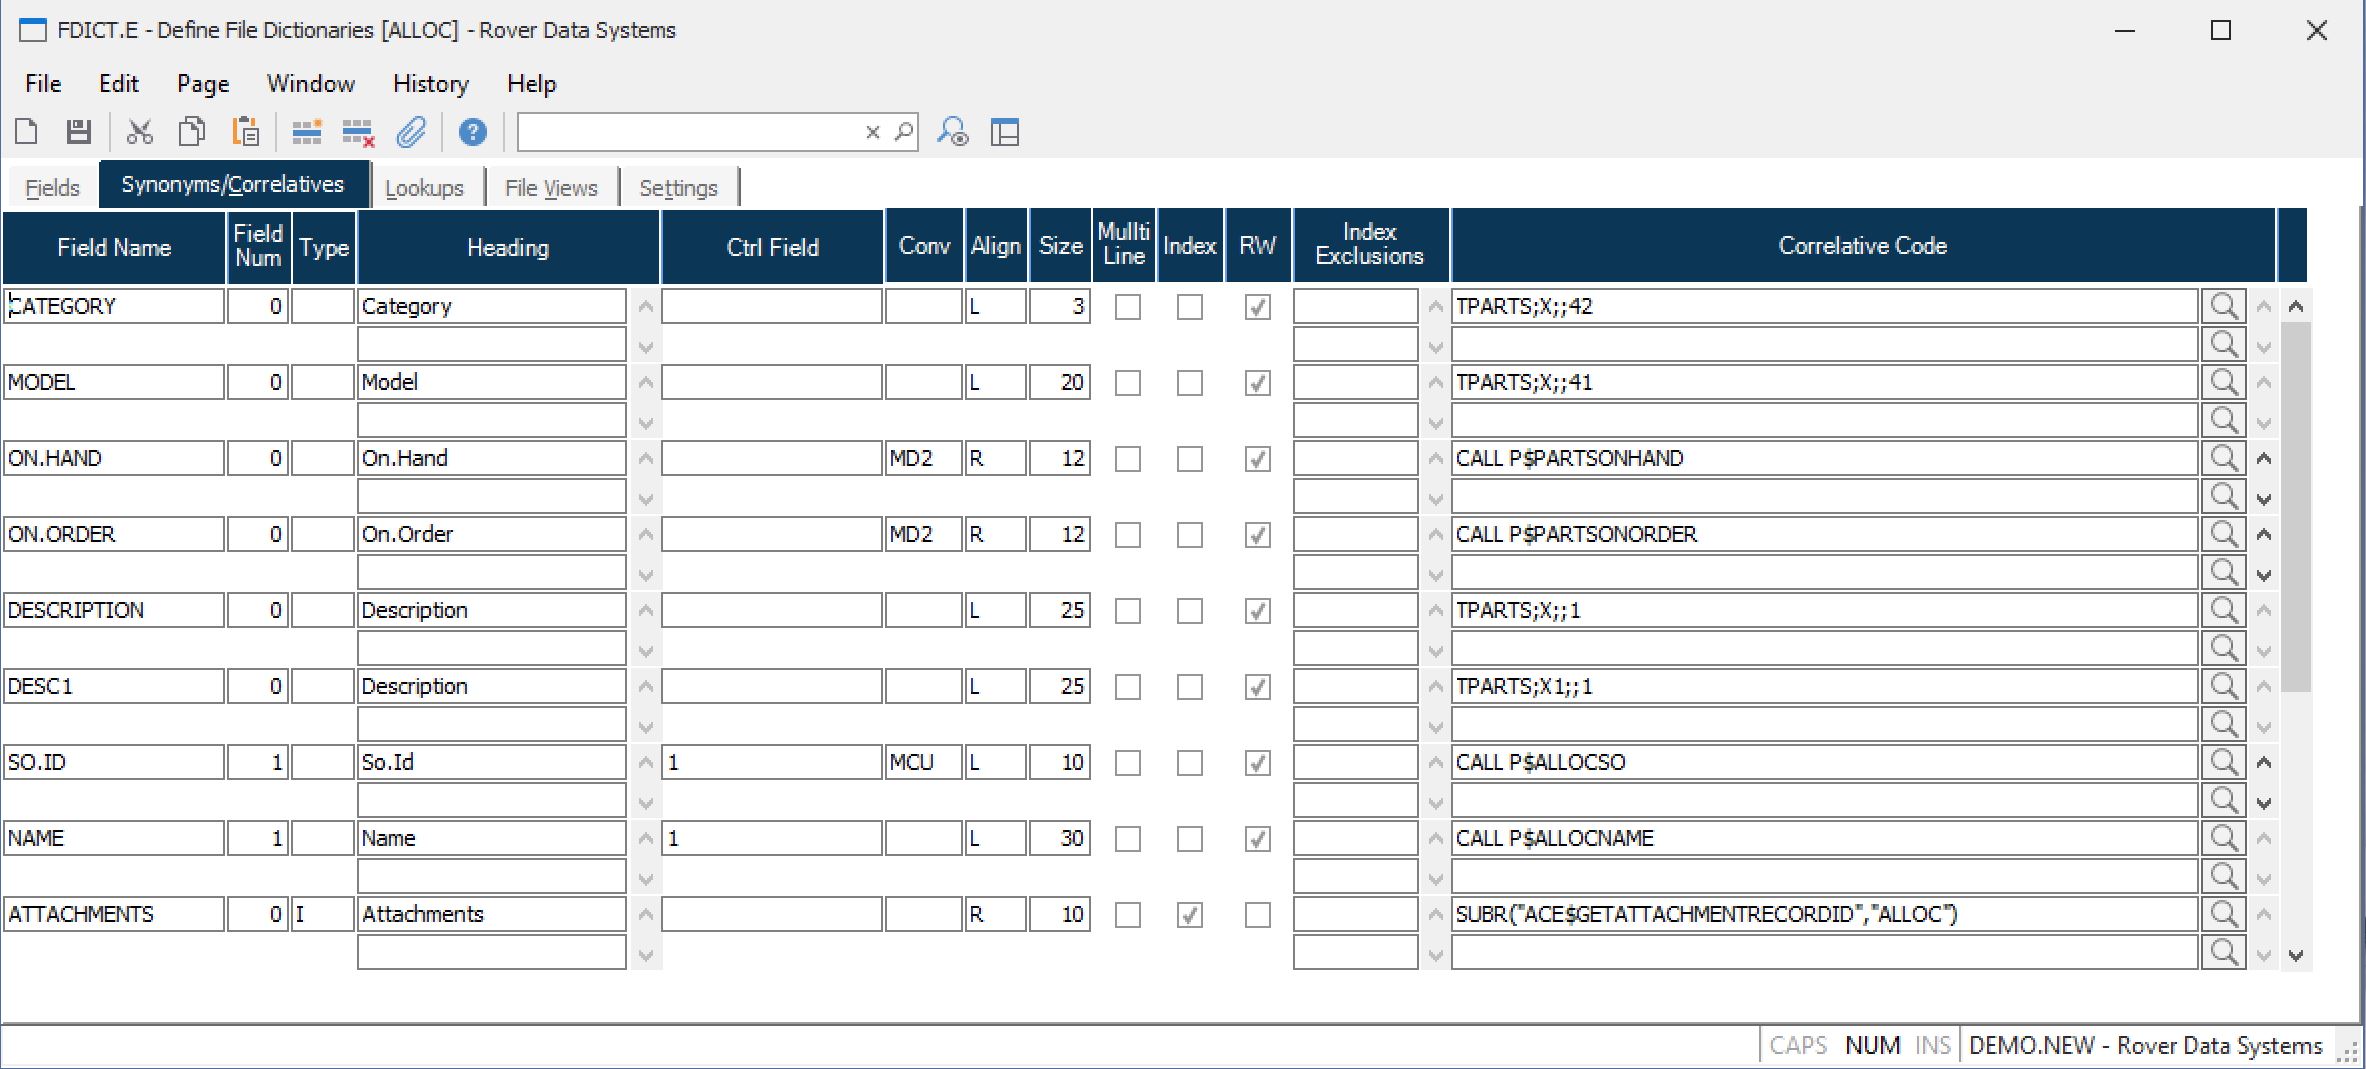 FDICT.E - Define File Dictionaries [ALLOC] - Rover Data Systems
File Edit Page Window History Help
Fields Synonyms/Correlatives Lookups File Views Settings
Field Name Field Num Type Heading Ctrl Field Conv Align Size Mullti Line Index RW Index Exclusions Correlative Code
CATEGORY 0 Category L 3 TPARTS;X;;42
MODEL 0 Model L 20 TPARTS;X;;41
ON.HAND 0 On.Hand MD2 R 12 CALL P$PARTSONHAND
ON.ORDER 0 On.Order MD2 R 12 CALL P$PARTSONORDER
DESCRIPTION 0 Description L 25 TPARTS;X;;1
DESC1 0 Description L 25 TPARTS;X1;;1
SO.ID 1 So.Id 1 MCU L 10 CALL P$ALLOCSO
NAME 1 Name 1 L 30 CALL P$ALLOCNAME
ATTACHMENTS 0 I Attachments R 10 SUBR("ACE$GETATTACHMENTRECORDID","ALLOC")
CAPS NUM INS DEMO.NEW - Rover Data Systems